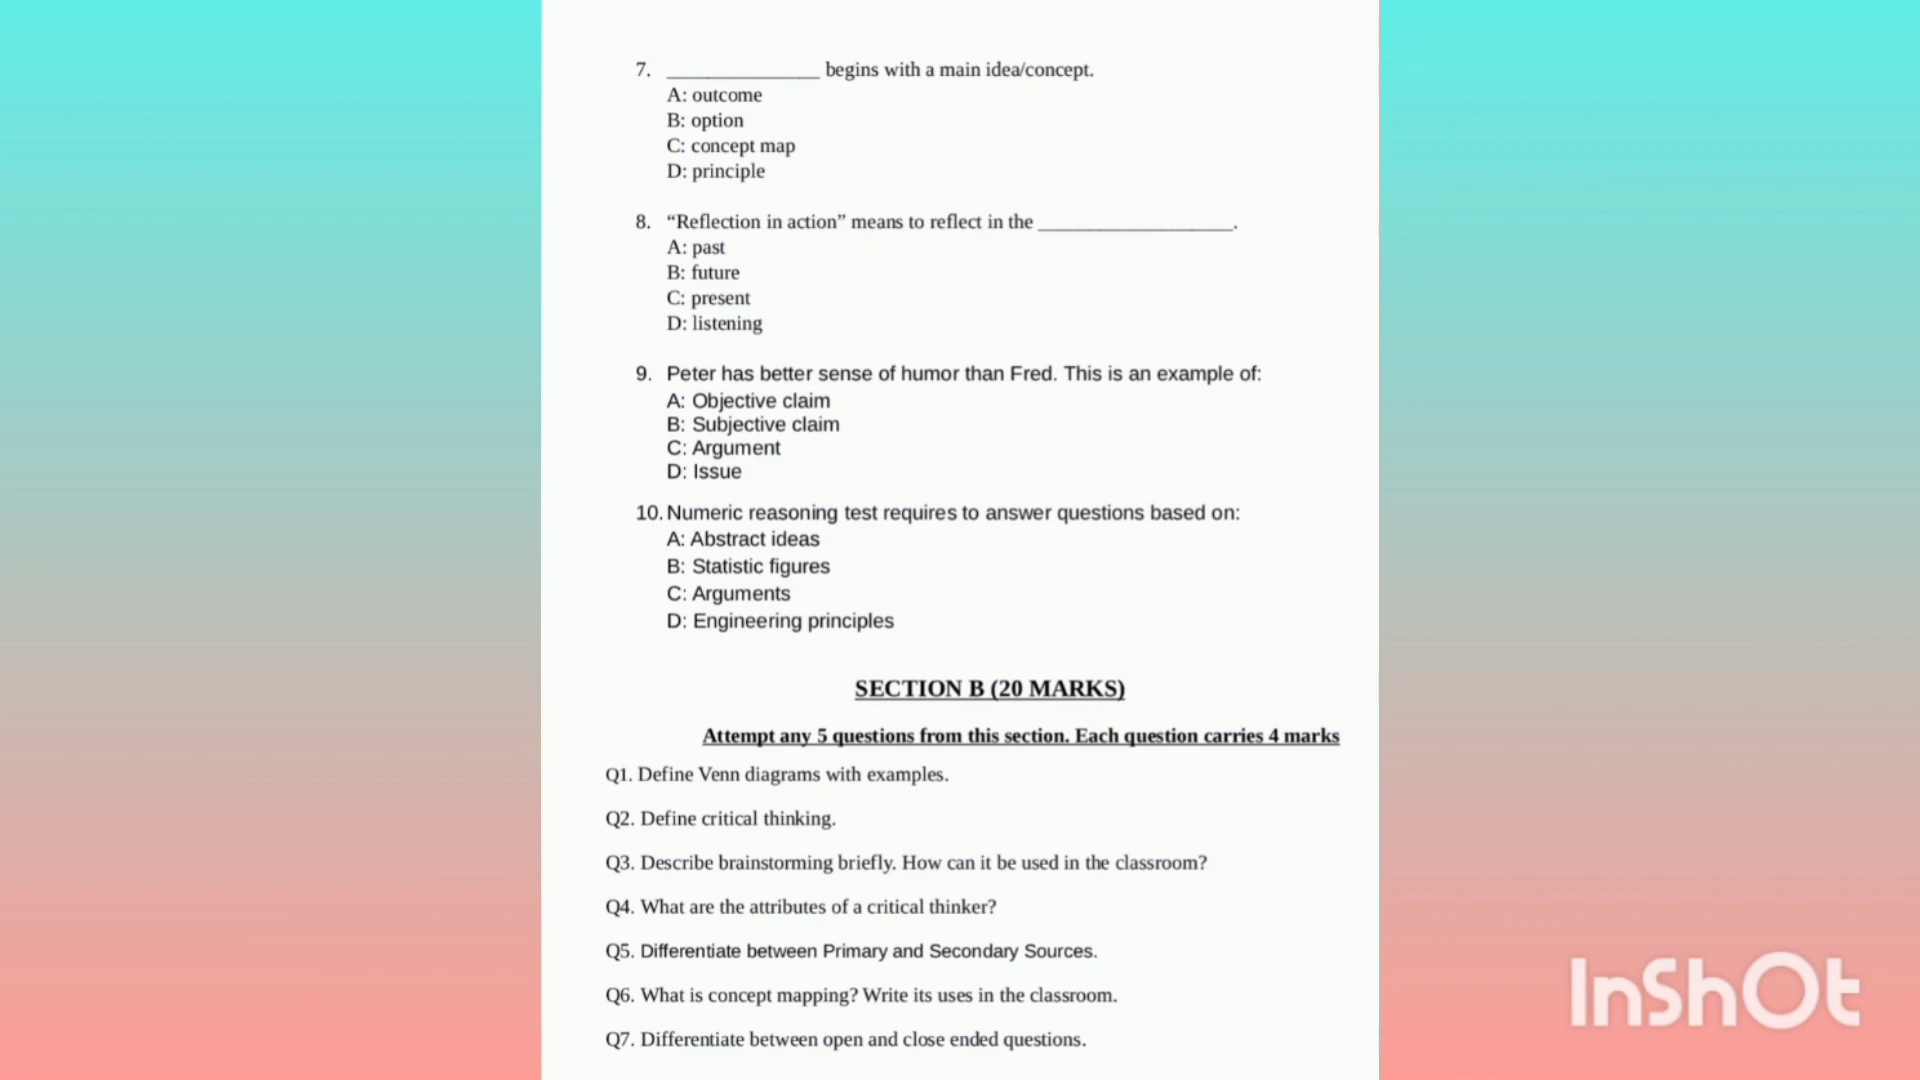 7. _______________ begins with a main idea/concept.
A: outcome
B: option
C: concept map
D: principle
8. “Reflection in action” means to reflect in the ___________________.
A: past
B: future
C: present
D: listening
9. Peter has better sense of humor than Fred. This is an example of:
A: Objective claim
B: Subjective claim
C: Argument
D: Issue
10. Numeric reasoning test requires to answer questions based on:
A: Abstract ideas
B: Statistic figures
C: Arguments
D: Engineering principles
SECTION B (20 MARKS)
Attempt any 5 questions from this section. Each question carries 4 marks
Q1. Define Venn diagrams with examples.
Q2. Define critical thinking.
Q3. Describe brainstorming briefly. How can it be used in the classroom?
Q4. What are the attributes of a critical thinker?
Q5. Differentiate between Primary and Secondary Sources.
Q6. What is concept mapping? Write its uses in the classroom.
Q7. Differentiate between open and close ended questions.
InShOt